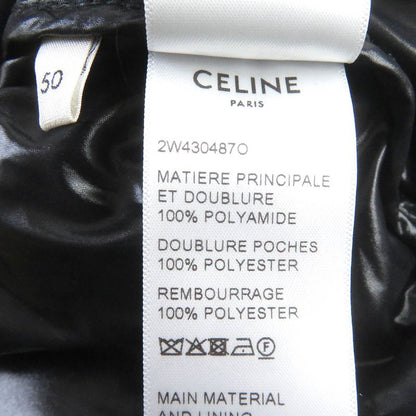 50
CELINE
PARIS
2W430487O
MATIERE PRINCIPALE
ET DOUBLURE
100% POLYAMIDE
DOUBLURE POCHES
100% POLYESTER
REMBOURRAGE
100% POLYESTER
MAIN MATERIAL
AND LINING